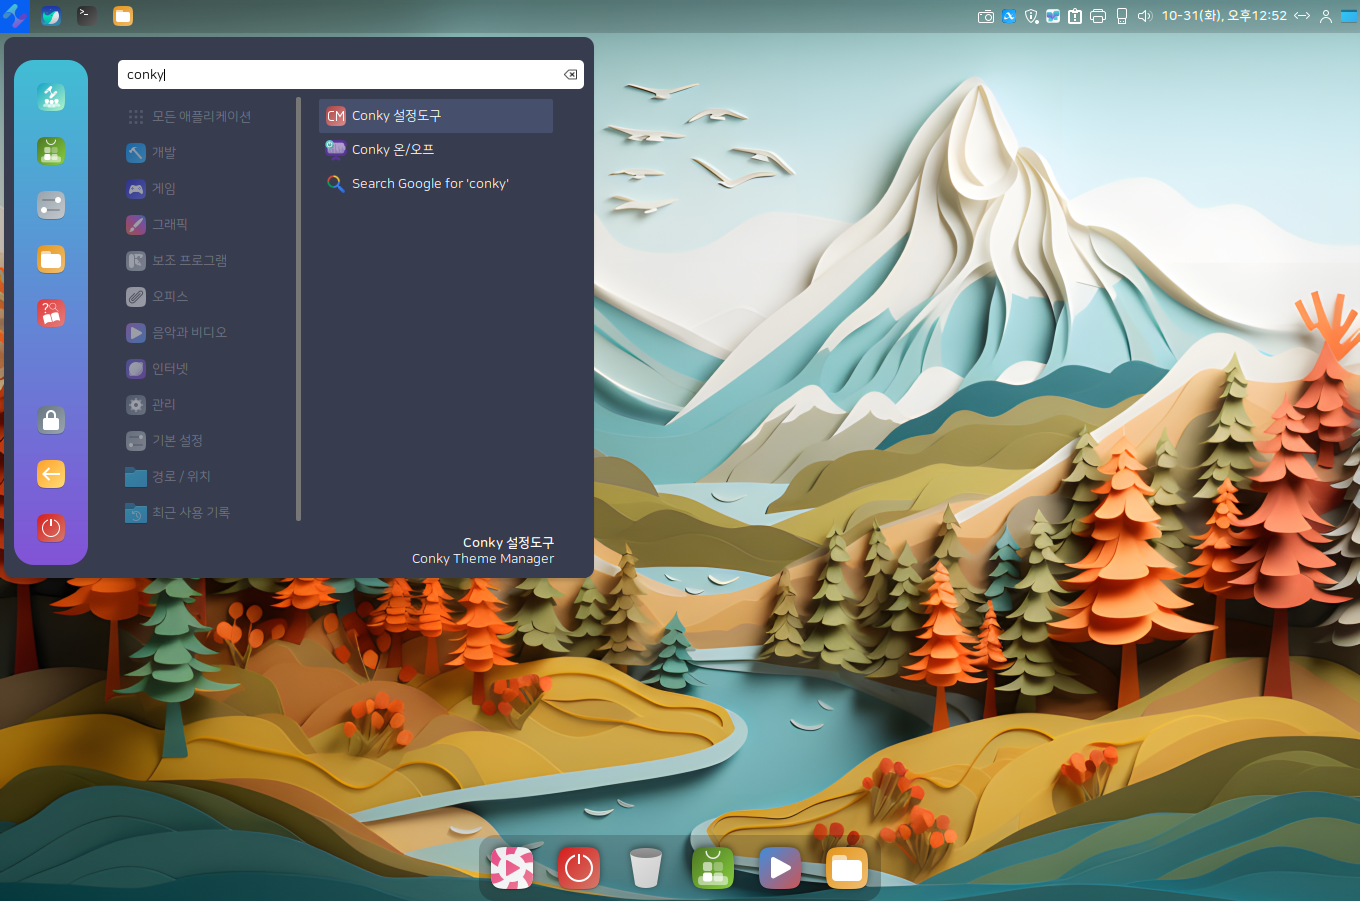 10-31(화), 오후12:52
conky
모든 애플리케이션
개발
게임
그래픽
보조 프로그램
오피스
음악과 비디오
인터넷
관리
기본 설정
경로 / 위치
최근 사용 기록
CM
Conky 설정도구
Conky 온/오프
Search Google for 'conky'
Conky 설정도구
Conky Theme Manager